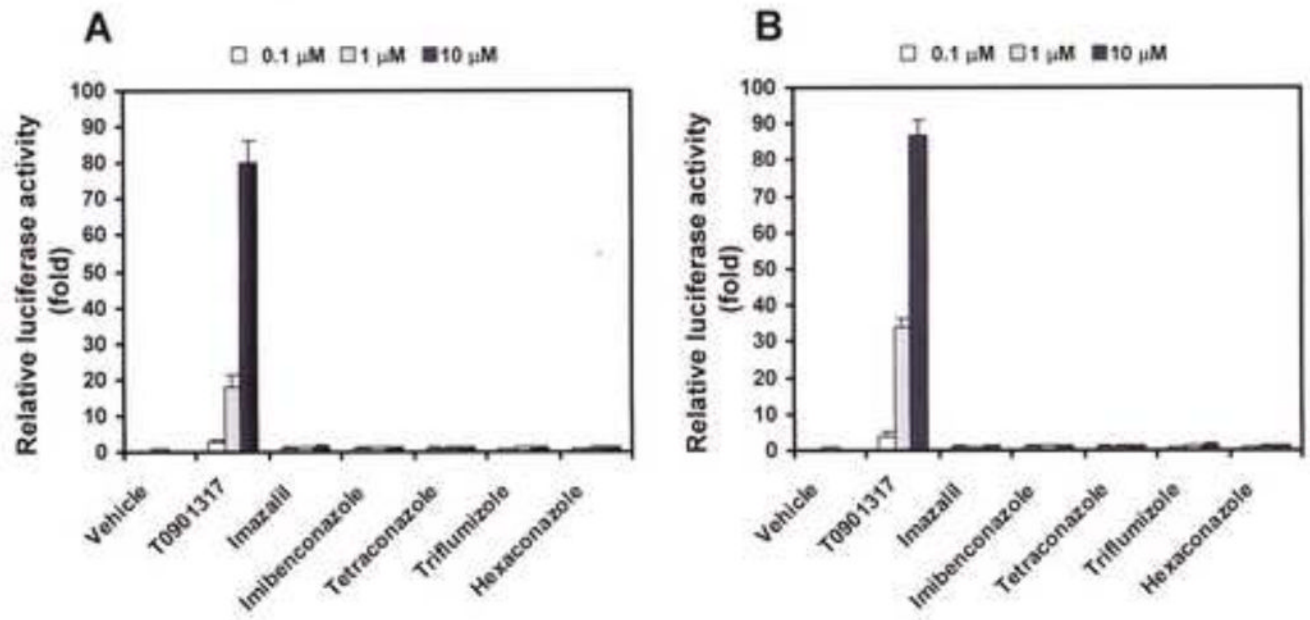 A
0.1 µM 1 µM 10 µM
Relative luciferase activity
(fold)
100
90
80
70
60
50
40
30
20
10
0
Vehicle
T0901317
Imazalil
Imibenconazole
Tetraconazole
Triflumizole
Hexaconazole
B
0.1 µM 1 µM 10 µM
Relative luciferase activity
(fold)
100
90
80
70
60
50
40
30
20
10
0
Vehicle
T0901317
Imazalil
Imibenconazole
Tetraconazole
Triflumizole
Hexaconazole